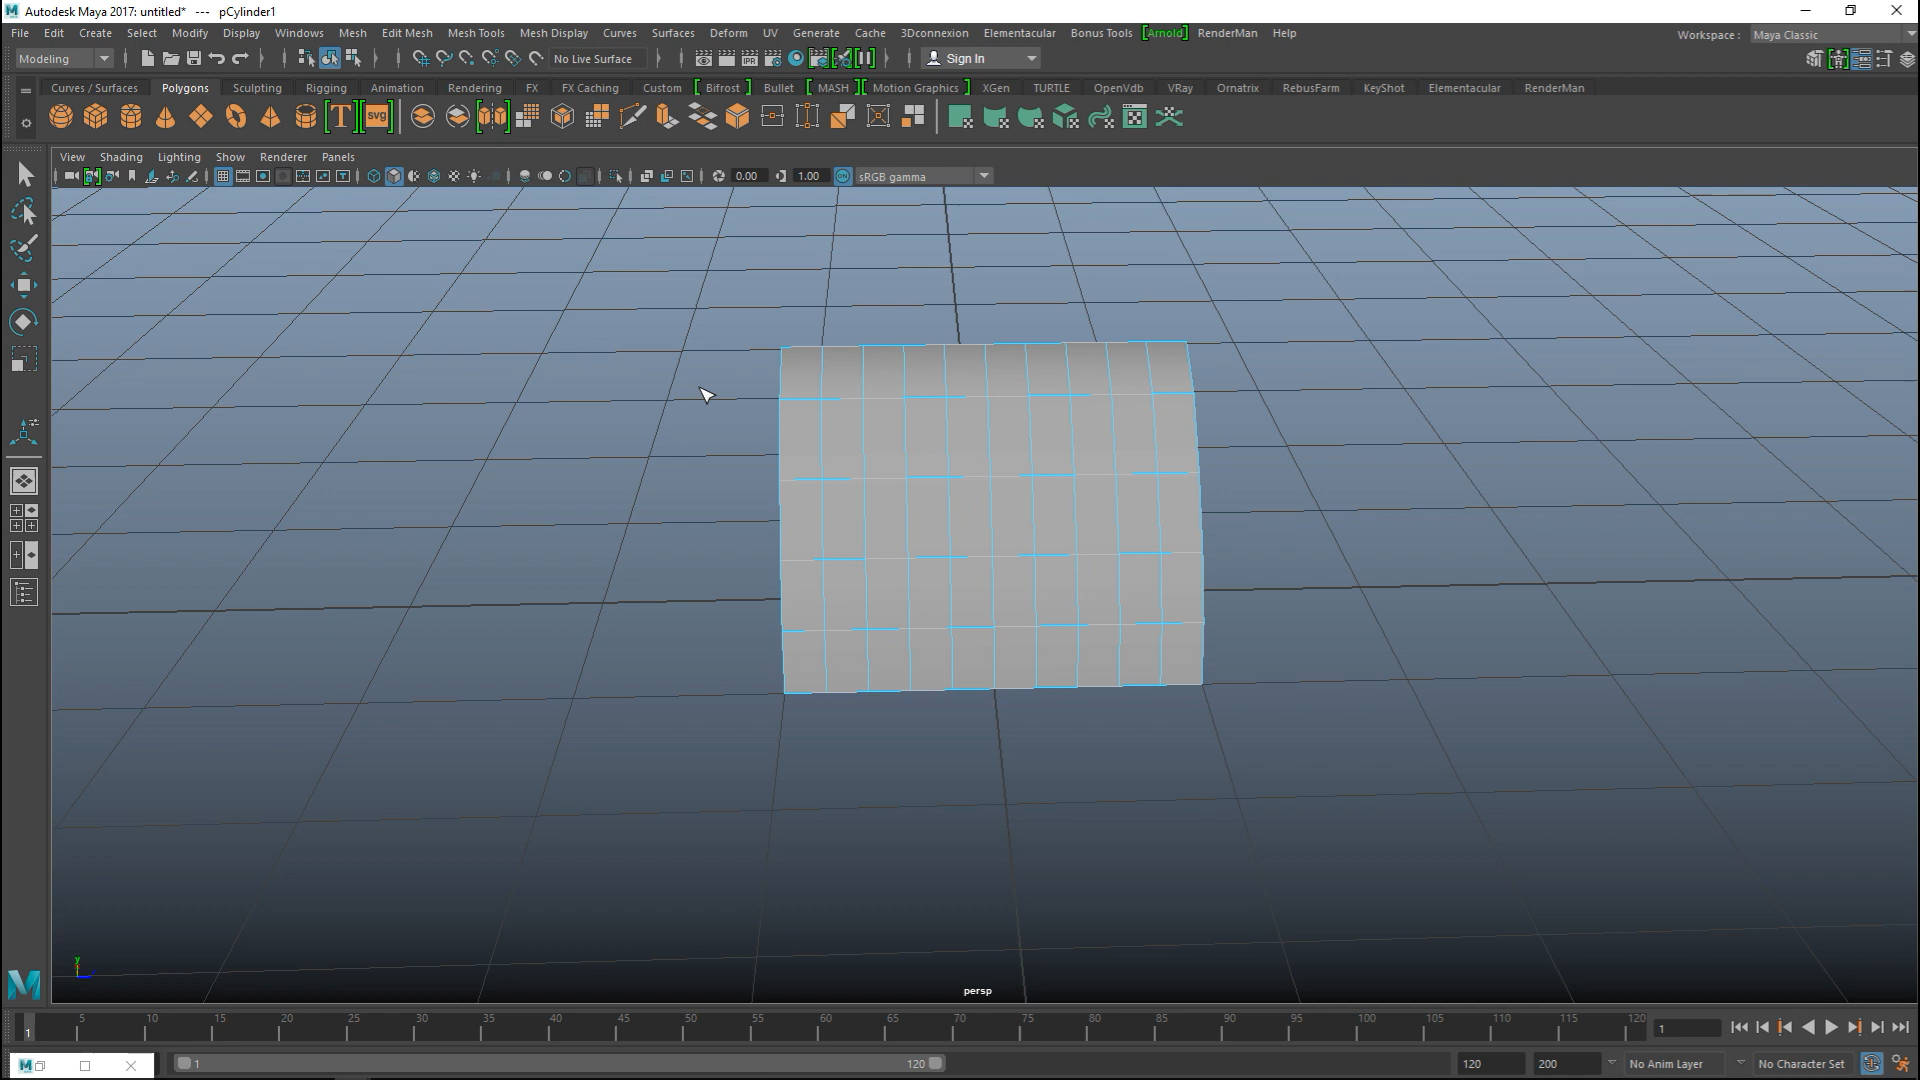 Autodesk Maya 2017: untitled* --- pCylinder1
File Edit Create Select Modify Display Windows Mesh Edit Mesh Mesh Tools Mesh Display Curves Surfaces Deform UV Generate Cache 3Dconnexion Elementacular Bonus Tools [Arnold] RenderMan Help
Workspace : Maya Classic
Modeling No Live Surface IPR Sign In
Curves / Surfaces Polygons Sculpting Rigging Animation Rendering FX FX Caching Custom [ Bifrost ] Bullet [ MASH ] [ Motion Graphics ] XGen TURTLE OpenVdb VRay Ornatrix RebusFarm KeyShot Elementacular RenderMan
T svg
View Shading Lighting Show Renderer Panels
0.00 1.00 ON sRGB gamma
y
persp
1 5 10 15 20 25 30 35 40 45 50 55 60 65 70 75 80 85 90 95 100 105 110 115 120 1
1 120 120 200 No Anim Layer No Character Set